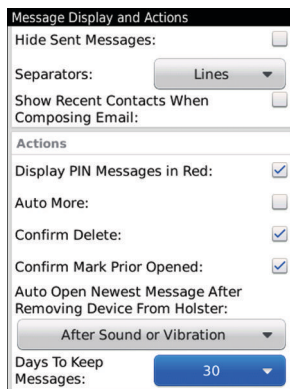 Message Display and Actions
Hide Sent Messages:
Separators: Lines
Show Recent Contacts When
Composing Email:
Actions
Display PIN Messages in Red:
Auto More:
Confirm Delete:
Confirm Mark Prior Opened:
Auto Open Newest Message After
Removing Device From Holster:
After Sound or Vibration
Days To Keep
Messages: 30